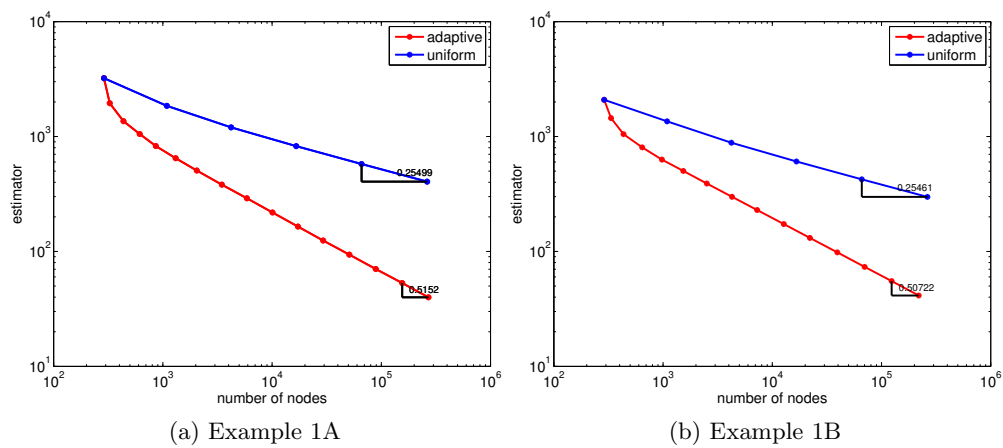 10^4
10^3
10^2
10^1
estimator
adaptive
uniform
0.25499
0.5152
10^2
10^3
10^4
10^5
10^6
number of nodes
(a) Example 1A
10^4
10^3
10^2
10^1
estimator
adaptive
uniform
0.25461
0.50722
10^2
10^3
10^4
10^5
10^6
number of nodes
(b) Example 1B